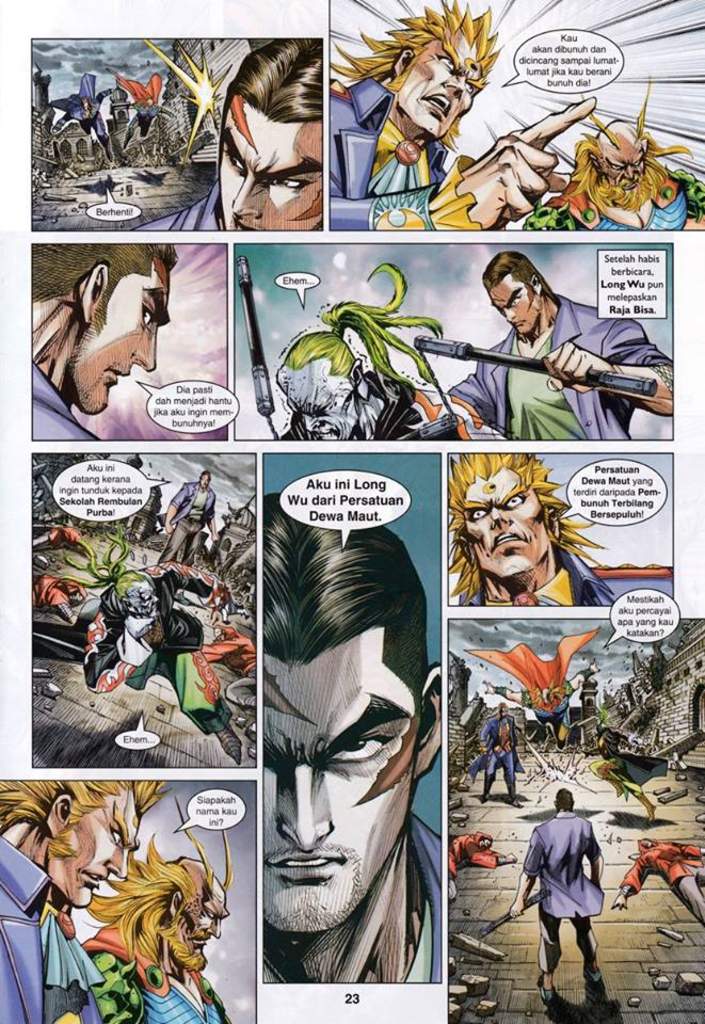 Berhenti!
Kau
akan dibunuh dan
dicincang sampai lumat-
lumat jika kau berani
bunuh dia!
Dia pasti
dah menjadi hantu
jika aku ingin mem-
bunuhnya!
Ehem...
Setelah habis
berbicara,
Long Wu pun
melepaskan
Raja Bisa.
Aku ini
datang kerana
ingin tunduk kepada
Sekolah Rembulan
Purba!
Ehem...
Siapakah
nama kau
ini?
Aku ini Long
Wu dari Persatuan
Dewa Maut.
Persatuan
Dewa Maut yang
terdiri daripada Pem-
bunuh Terbilang
Bersepuluh!
Mestikah
aku percayai
apa yang kau
katakan?
23